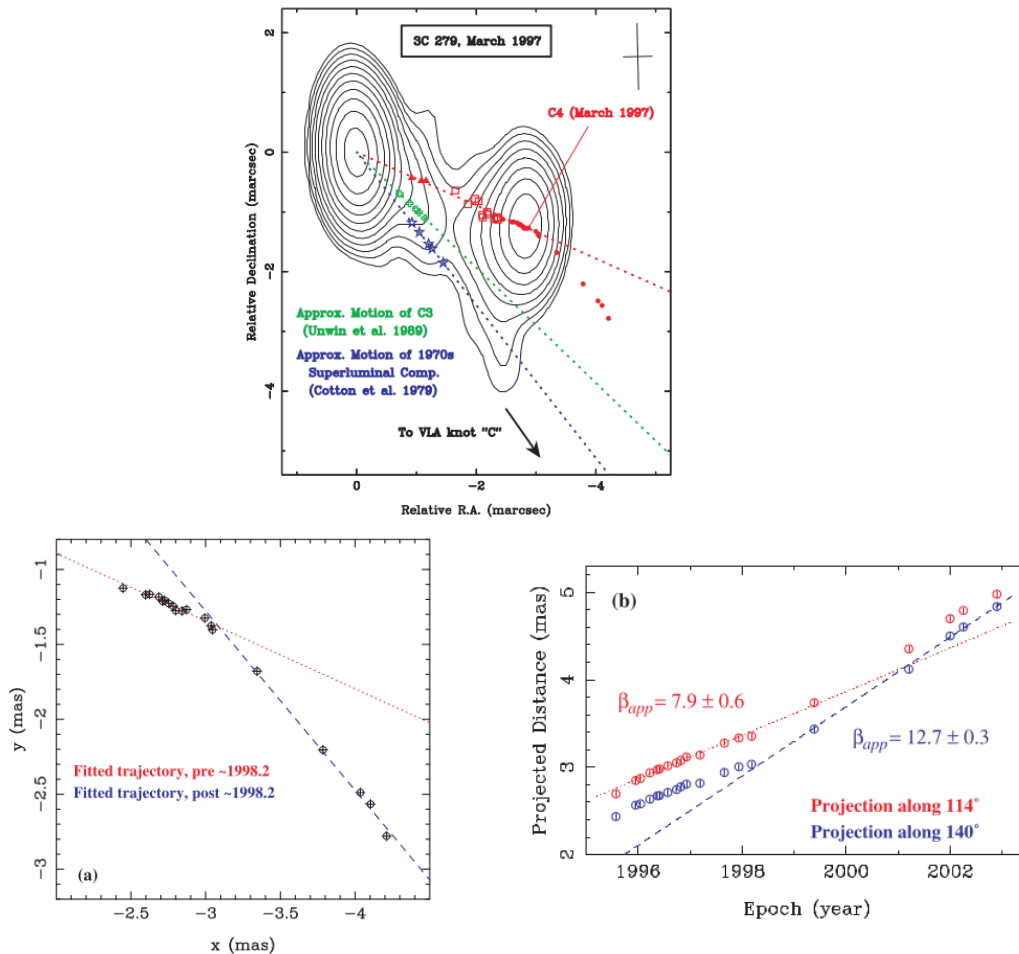 3C 279, March 1997
C4 (March 1997)
Approx. Motion of C3
(Unwin et al. 1989)
Approx. Motion of 1970s
Superluminal Comp.
(Cotton et al. 1979)
To VLA knot "C"
Relative Declination (marcsec)
2
0
−2
−4
0
−2
−4
Relative R.A. (marcsec)
y (mas)
−1
−1.5
−2
−2.5
−3
Fitted trajectory, pre ~1998.2
Fitted trajectory, post ~1998.2
(a)
−2.5
−3
−3.5
−4
x (mas)
Projected Distance (mas)
5
4
3
2
(b)
βapp = 7.9 ± 0.6
βapp = 12.7 ± 0.3
Projection along 114°
Projection along 140°
1996
1998
2000
2002
Epoch (year)